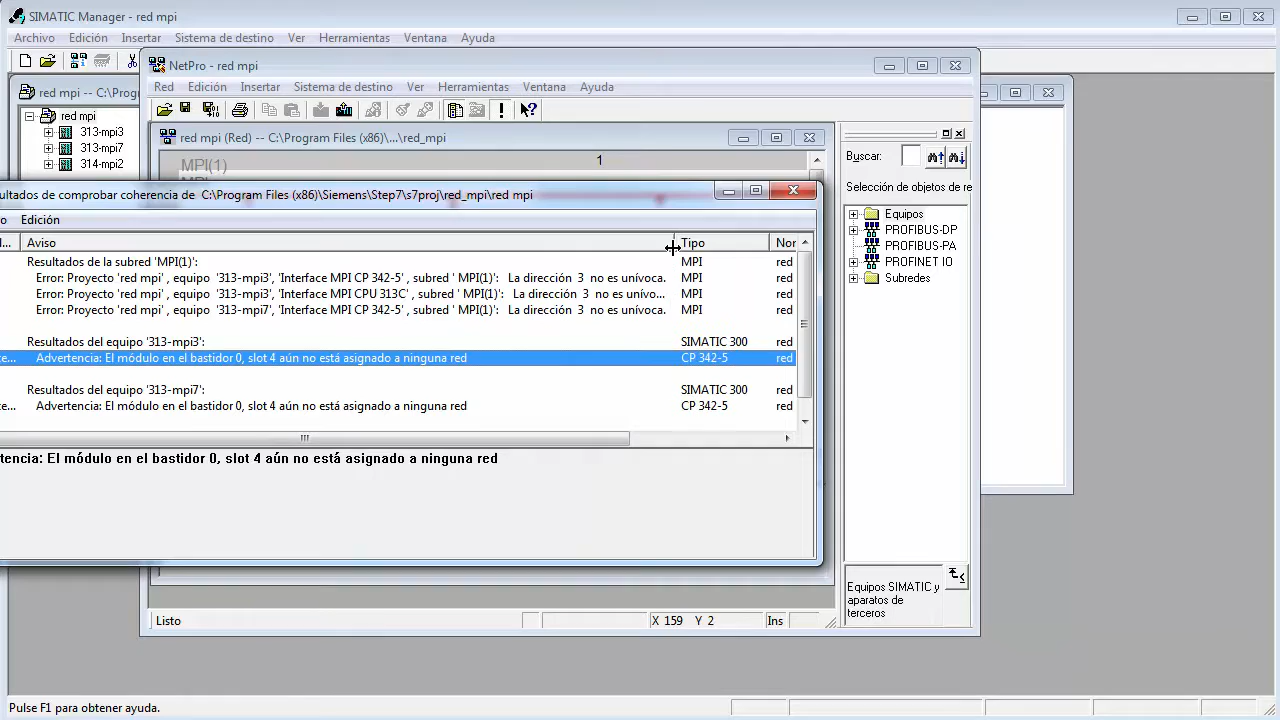 SIMATIC Manager - red mpi
Archivo Edición Insertar Sistema de destino Ver Herramientas Ventana Ayuda
NetPro - red mpi
Red Edición Insertar Sistema de destino Ver Herramientas Ventana Ayuda
red mpi -- C:\Prog
red mpi
313-mpi3
313-mpi7
314-mpi2
red mpi (Red) -- C:\Program Files (x86)\...\red_mpi
MPI(1)
1
Buscar:
Selección de objetos de re
Equipos
PROFIBUS-DP
PROFIBUS-PA
PROFINET IO
Subredes
ultados de comprobar coherencia de C:\Program Files (x86)\Siemens\Step7\s7proj\red_mpi\red mpi
o Edición
... Aviso Tipo Nor
Resultados de la subred 'MPI(1)': MPI red
Error: Proyecto 'red mpi' , equipo '313-mpi3', 'Interface MPI CP 342-5' , subred ' MPI(1)': La dirección 3 no es unívoca. MPI red
Error: Proyecto 'red mpi' , equipo '313-mpi3', 'Interface MPI CPU 313C' , subred ' MPI(1)': La dirección 3 no es unívo... MPI red
Error: Proyecto 'red mpi' , equipo '313-mpi7', 'Interface MPI CP 342-5' , subred ' MPI(1)': La dirección 3 no es unívoca. MPI red
Resultados del equipo '313-mpi3': SIMATIC 300 red
te... Advertencia: El módulo en el bastidor 0, slot 4 aún no está asignado a ninguna red CP 342-5 red
Resultados del equipo '313-mpi7': SIMATIC 300 red
te... Advertencia: El módulo en el bastidor 0, slot 4 aún no está asignado a ninguna red CP 342-5 red
tencia: El módulo en el bastidor 0, slot 4 aún no está asignado a ninguna red
Equipos SIMATIC y
aparatos de
terceros
Listo X 159 Y 2 Ins
Pulse F1 para obtener ayuda.